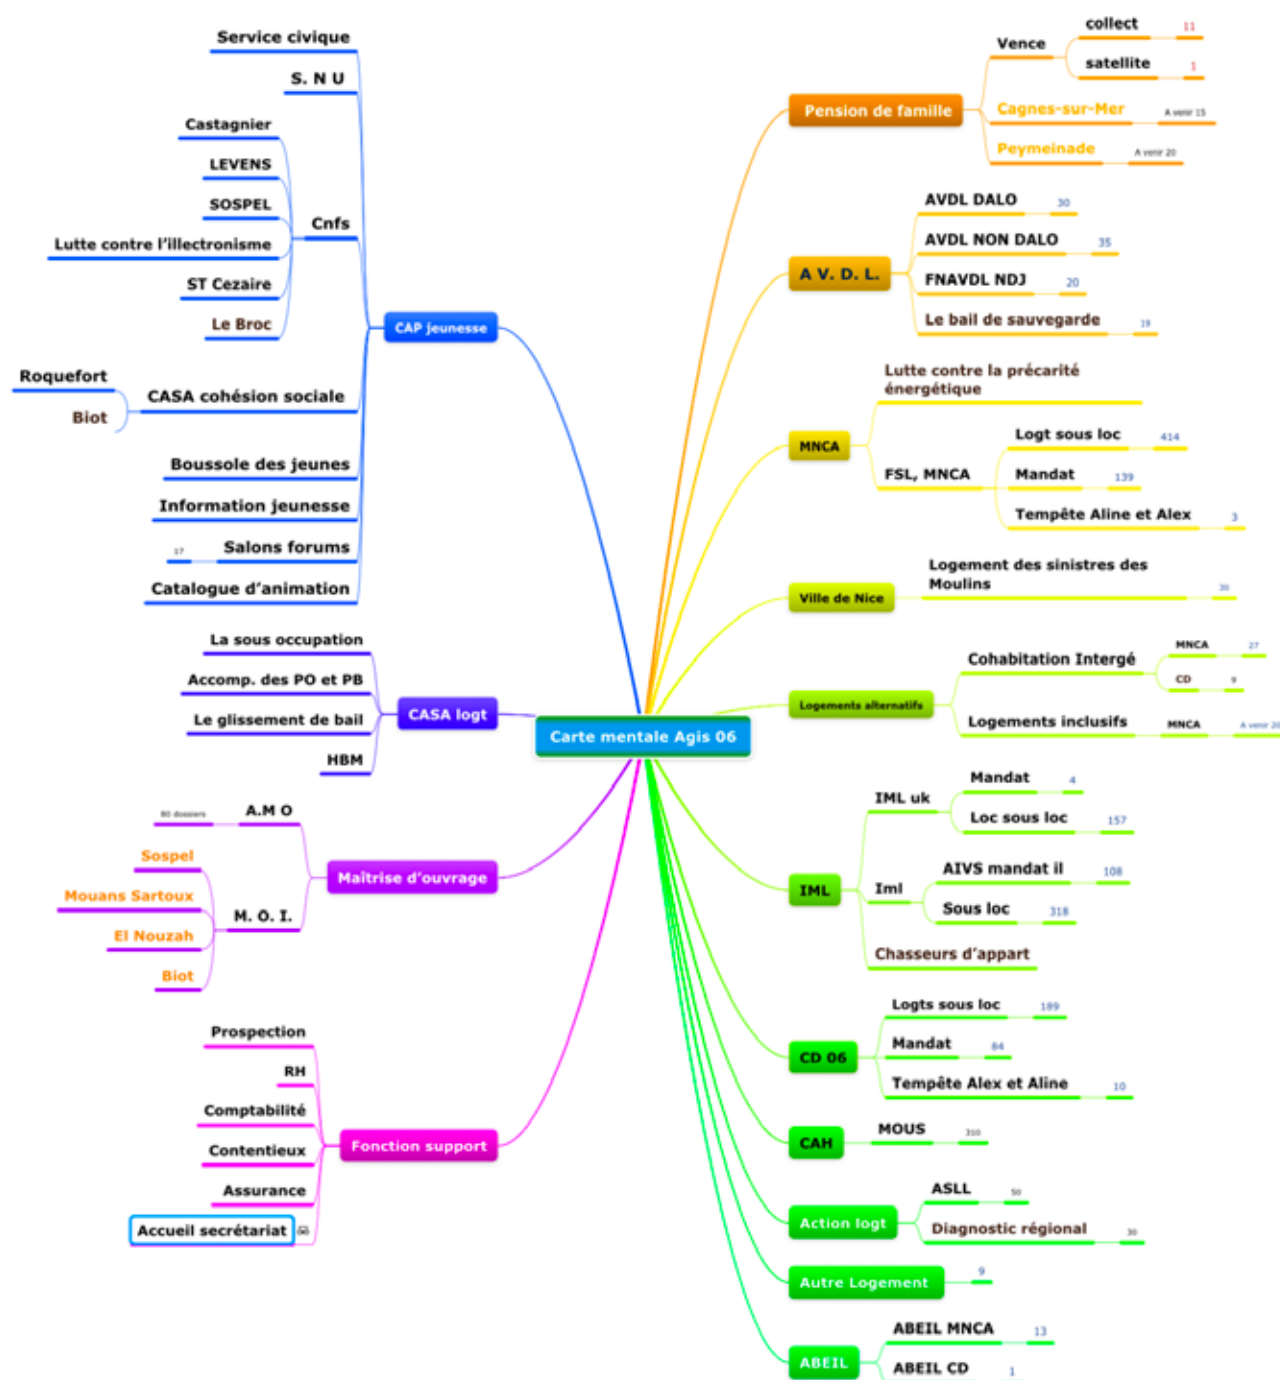 Service civique
S. N U
Castagnier
LEVENS
SOSPEL
Lutte contre l'illectronisme
ST Cezaire
Le Broc
Cnfs
Roquefort
Biot
CASA cohésion sociale
Boussole des jeunes
Information jeunesse
17
Salons forums
Catalogue d'animation
CAP jeunesse
La sous occupation
Accomp. des PO et PB
Le glissement de bail
HBM
CASA logt
80 dossiers
A.M O
Sospel
Mouans Sartoux
El Nouzah
Biot
M. O. I.
Maîtrise d'ouvrage
Prospection
RH
Comptabilité
Contentieux
Assurance
Accueil secrétariat
Fonction support
Carte mentale Agis 06
Pension de famille
Vence
collect
11
satellite
1
Cagnes-sur-Mer
A venir 15
Peymeinade
A venir 20
A V. D. L.
AVDL DALO
30
AVDL NON DALO
35
FNAVDL NDJ
20
Le bail de sauvegarde
19
MNCA
Lutte contre la précarité
énergétique
FSL, MNCA
Logt sous loc
414
Mandat
139
Tempête Aline et Alex
3
Ville de Nice
Logement des sinistres des
Moulins
30
Logements alternatifs
Cohabitation Intergé
MNCA
27
CD
9
Logements inclusifs
MNCA
A venir 20
IML
IML uk
Mandat
4
Loc sous loc
157
Iml
AIVS mandat il
108
Sous loc
318
Chasseurs d'appart
CD 06
Logts sous loc
189
Mandat
84
Tempête Alex et Aline
10
CAH
MOUS
310
Action logt
ASLL
50
Diagnostic régional
30
Autre Logement
9
ABEIL
ABEIL MNCA
13
ABEIL CD
1